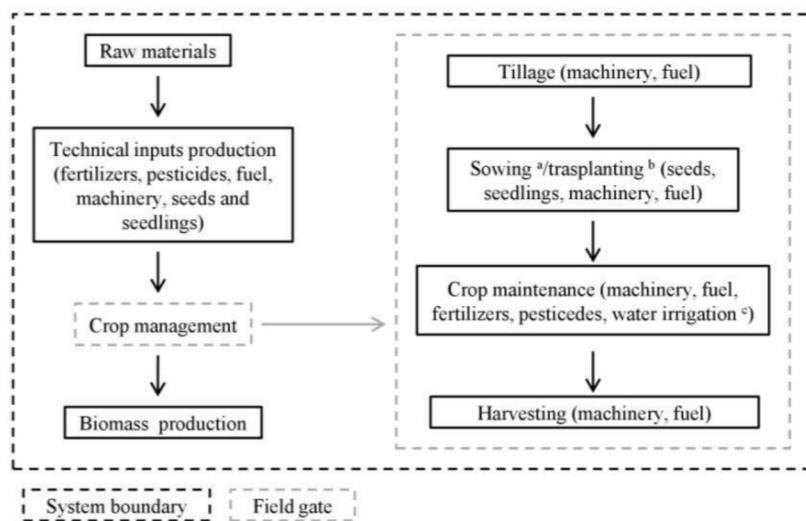 Raw materials
Technical inputs production
(fertilizers, pesticides, fuel,
machinery, seeds and
seedlings)
Crop management
Biomass production
Tillage (machinery, fuel)
Sowing ᵃ/trasplanting ᵇ (seeds,
seedlings, machinery, fuel)
Crop maintenance (machinery, fuel,
fertilizers, pesticedes, water irrigation ᶜ)
Harvesting (machinery, fuel)
System boundary
Field gate